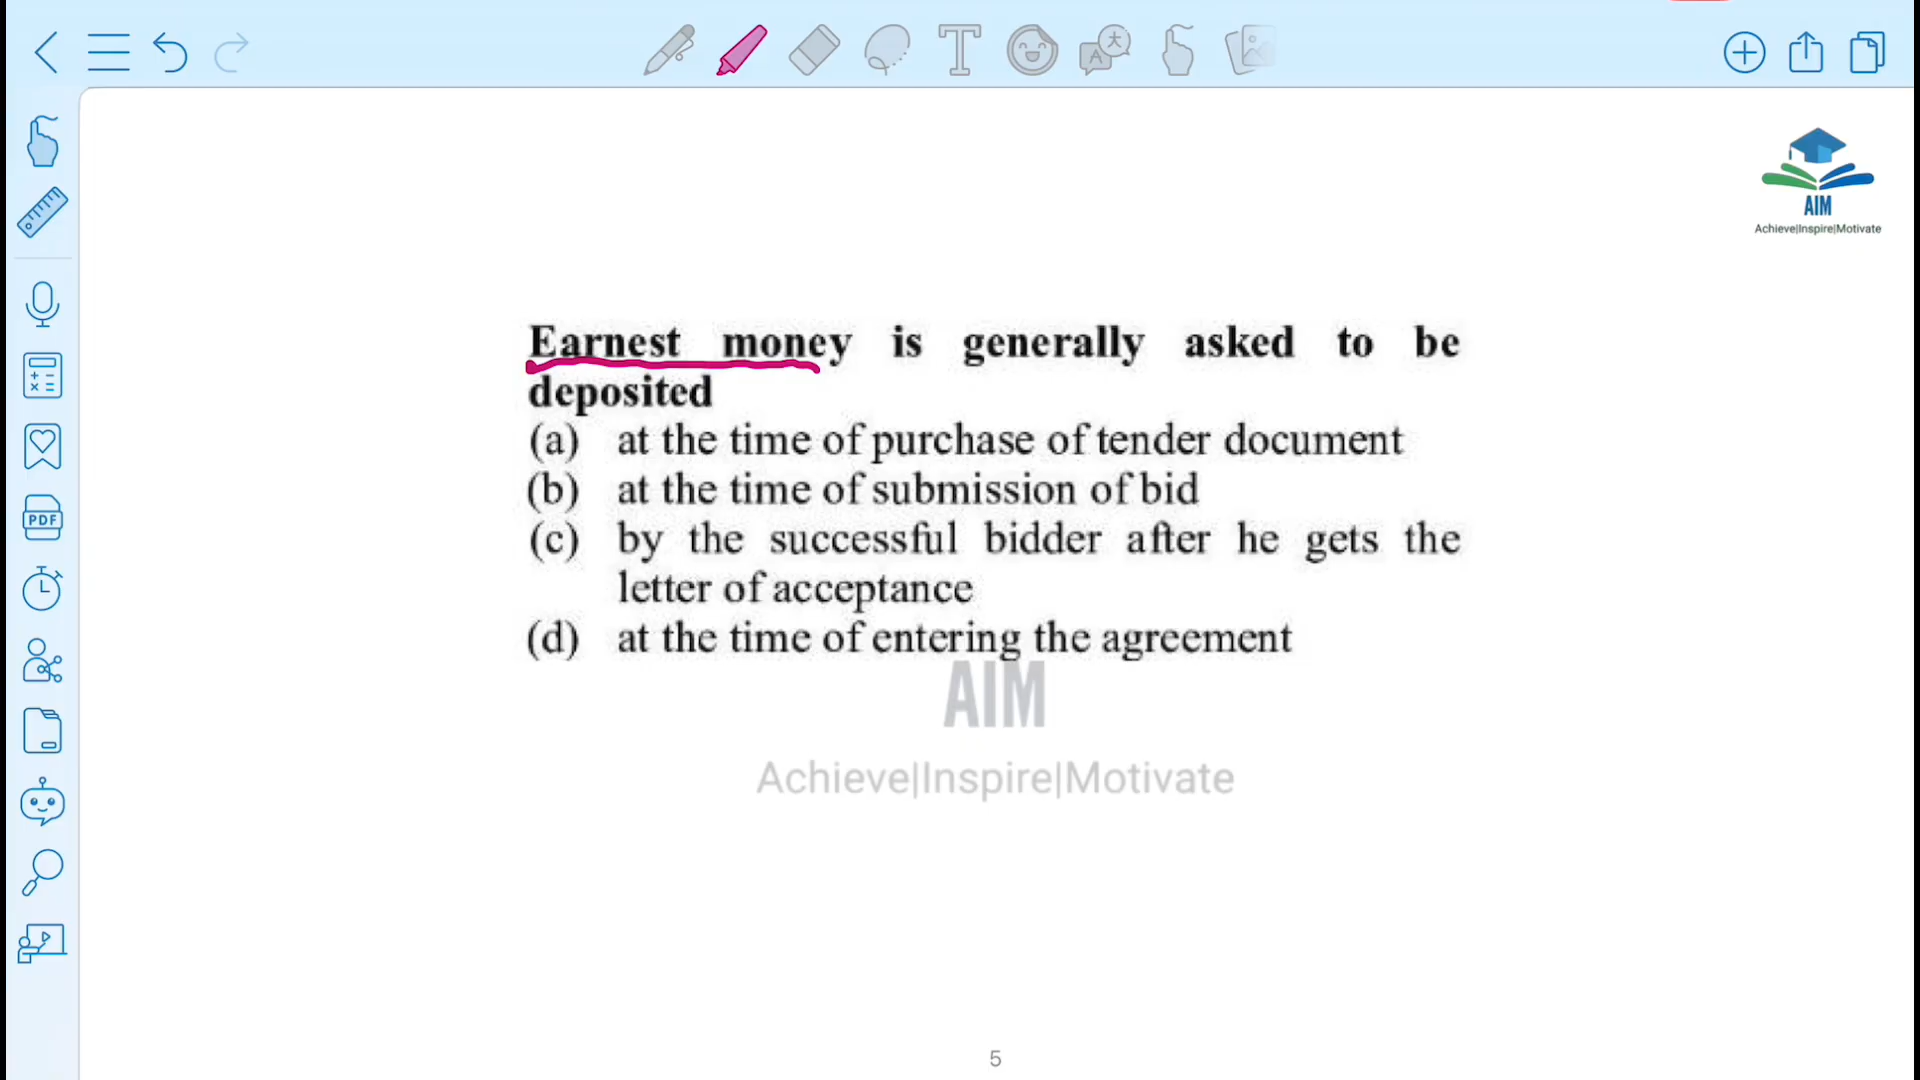 AIM
Achieve|Inspire|Motivate
Earnest money is generally asked to be
deposited
(a) at the time of purchase of tender document
(b) at the time of submission of bid
(c) by the successful bidder after he gets the
letter of acceptance
(d) at the time of entering the agreement
AIM
Achieve|Inspire|Motivate
PDF
5